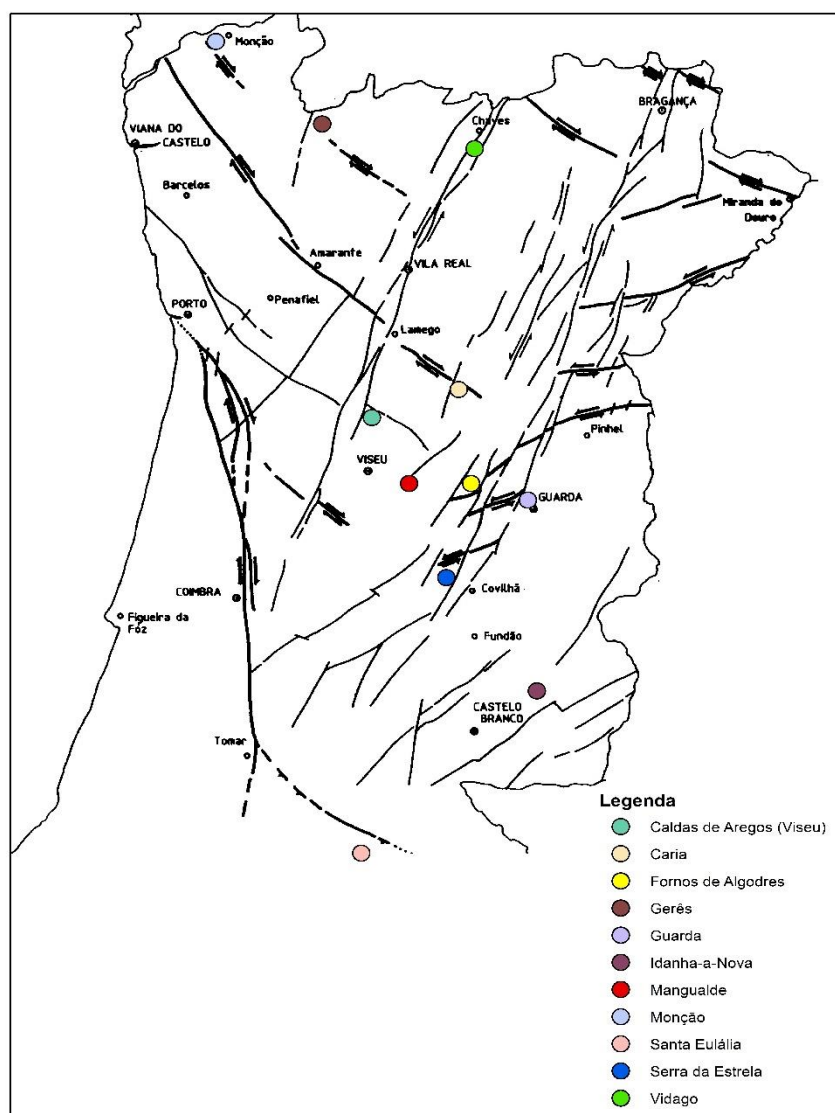 Monção
VIANA DO
CASTELO
Barcelos
Chaves
BRAGANÇA
Miranda do
Douro
Amarante
VILA REAL
Penafiel
PORTO
Lamego
Pinhel
VISEU
GUARDA
COIMBRA
Figueira da
Fóz
Covilhã
Fundão
CASTELO
BRANCO
Tomar
Legenda
Caldas de Aregos (Viseu)
Caria
Fornos de Algodres
Gerês
Guarda
Idanha-a-Nova
Mangualde
Monção
Santa Eulália
Serra da Estrela
Vidago